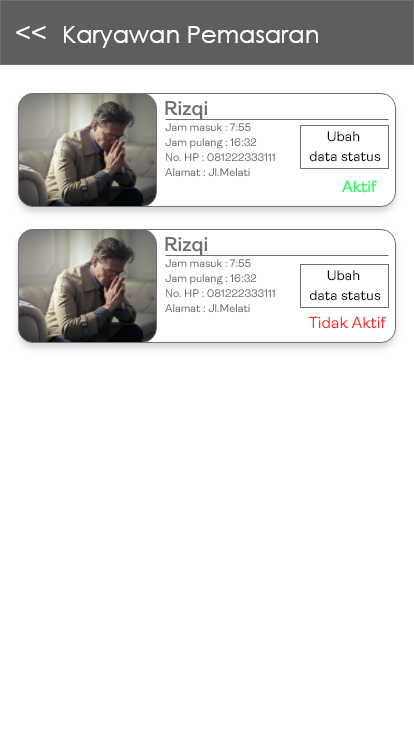 << Karyawan Pemasaran
Rizqi
Jam masuk : 7:55
Jam pulang : 16:32
No. HP : 081222333111
Alamat : Jl.Melati
Ubah
data status
Aktif
Rizqi
Jam masuk : 7:55
Jam pulang : 16:32
No. HP : 081222333111
Alamat : Jl.Melati
Ubah
data status
Tidak Aktif